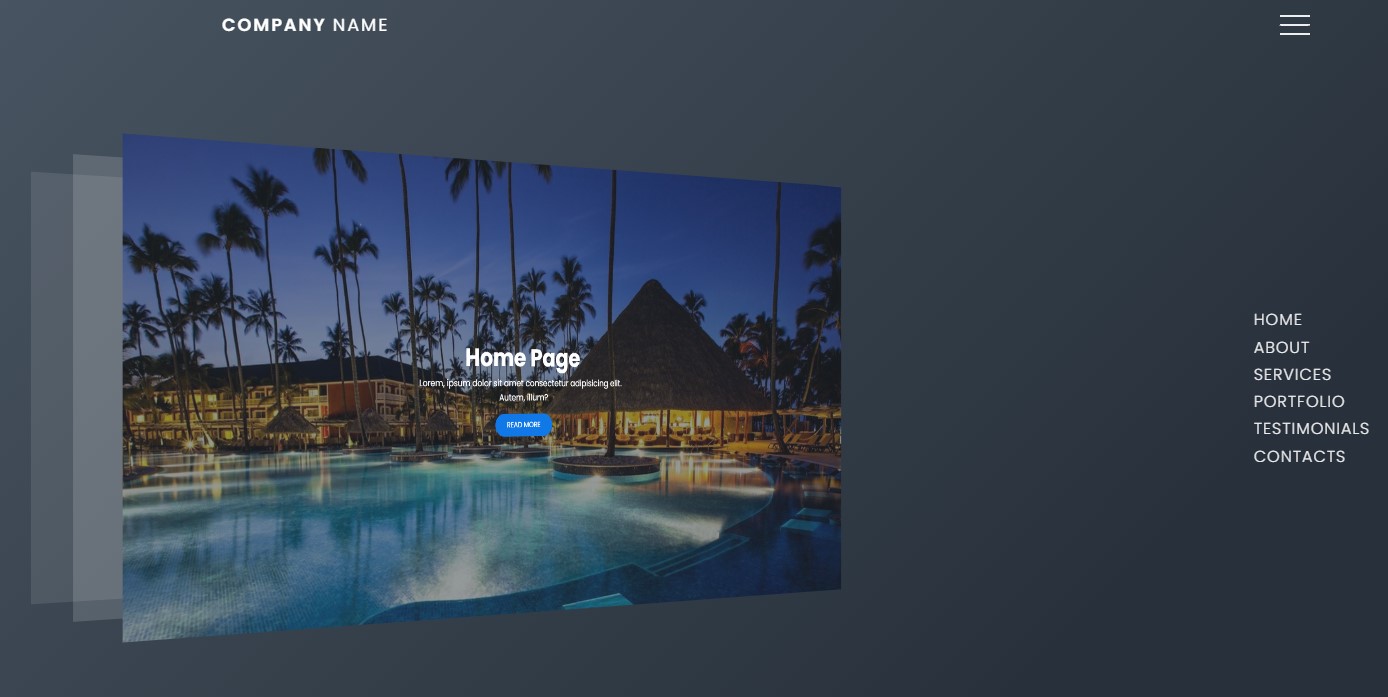 COMPANY NAME
Home Page
Lorem, ipsum dolor sit amet consectetur adipisicing elit.
Autem, illum?
READ MORE
HOME
ABOUT
SERVICES
PORTFOLIO
TESTIMONIALS
CONTACTS